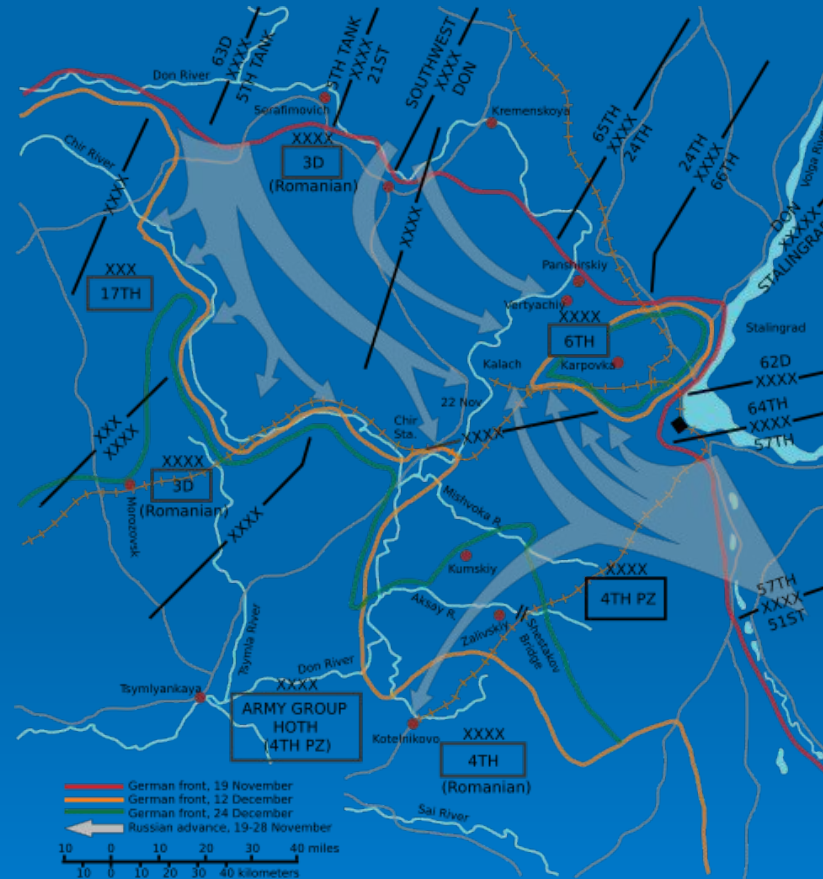 63D
XXXX
5TH TANK
5TH TANK
XXXX
21ST
SOUTHWEST
XXXX
DON
Don River
Serafimovich
Kremenskoya
65TH
XXXX
24TH
24TH
XXXX
66TH
Volga River
DON
XXXXX
STALINGRAD
Chir River
XXXX
3D
(Romanian)
XXXX
XXXX
XXX
17TH
Panshirskiy
Vertyachiy
XXXX
6TH
Karpovka
Kalach
Stalingrad
62D
XXXX
64TH
XXXX
57TH
22 Nov
Chir
Sta.
XXXX
XXX
XXXX
XXXX
3D
(Romanian)
Morozovsk
XXXX
Mishvoka R.
Kumskiy
XXXX
4TH PZ
57TH
XXXX
51ST
Aksay R.
Zalivskiy
Shestakov
Bridge
Tsymla River
Don River
Tsymlyankaya
XXXX
ARMY GROUP
HOTH
(4TH PZ)
Kotelnikovo
XXXX
4TH
(Romanian)
Sal River
German front, 19 November
German front, 12 December
German front, 24 December
Russian advance, 19-28 November
10 0 10 20 30 40 miles
10 0 10 20 30 40 kilometers